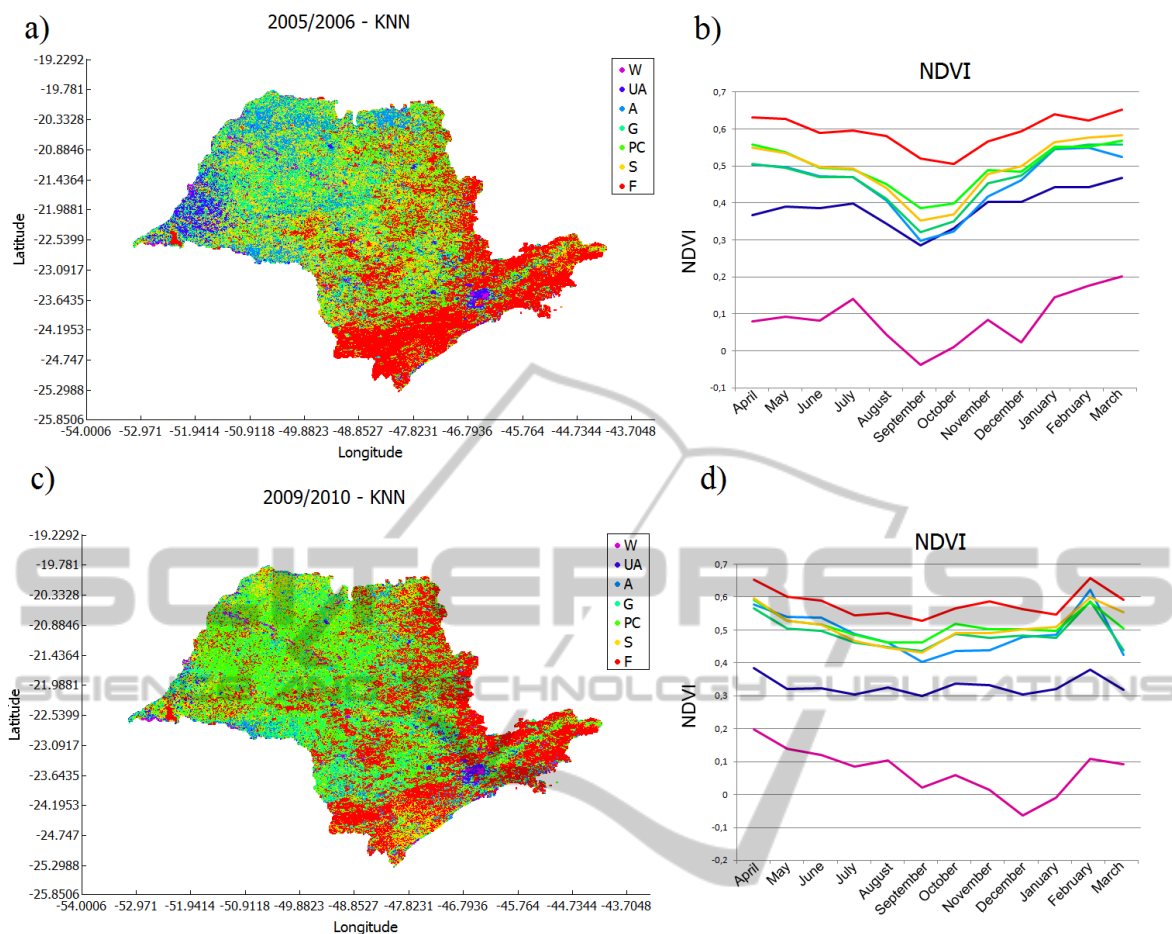 a)
2005/2006 - KNN
-19.2292
-19.781
-20.3328
-20.8846
-21.4364
-21.9881
-22.5399
-23.0917
-23.6435
-24.1953
-24.747
-25.2988
-25.8506
Latitude
-54.0006 -52.971 -51.9414 -50.9118 -49.8823 -48.8527 -47.8231 -46.7936 -45.764 -44.7344 -43.7048
Longitude
W
UA
A
G
PC
S
F
b)
NDVI
0,7
0,6
0,5
0,4
0,3
0,2
0,1
0
-0,1
NDVI
April May June July August September October November December January February March
c)
2009/2010 - KNN
-19.2292
-19.781
-20.3328
-20.8846
-21.4364
-21.9881
-22.5399
-23.0917
-23.6435
-24.1953
-24.747
-25.2988
-25.8506
Latitude
-54.0006 -52.971 -51.9414 -50.9118 -49.8823 -48.8527 -47.8231 -46.7936 -45.764 -44.7344 -43.7048
Longitude
W
UA
A
G
PC
S
F
d)
NDVI
0,7
0,6
0,5
0,4
0,3
0,2
0,1
0
-0,1
-0,2
NDVI
April May June July August September October November December January February March
SCITEPRESS
SCIENCE AND TECHNOLOGY PUBLICATIONS